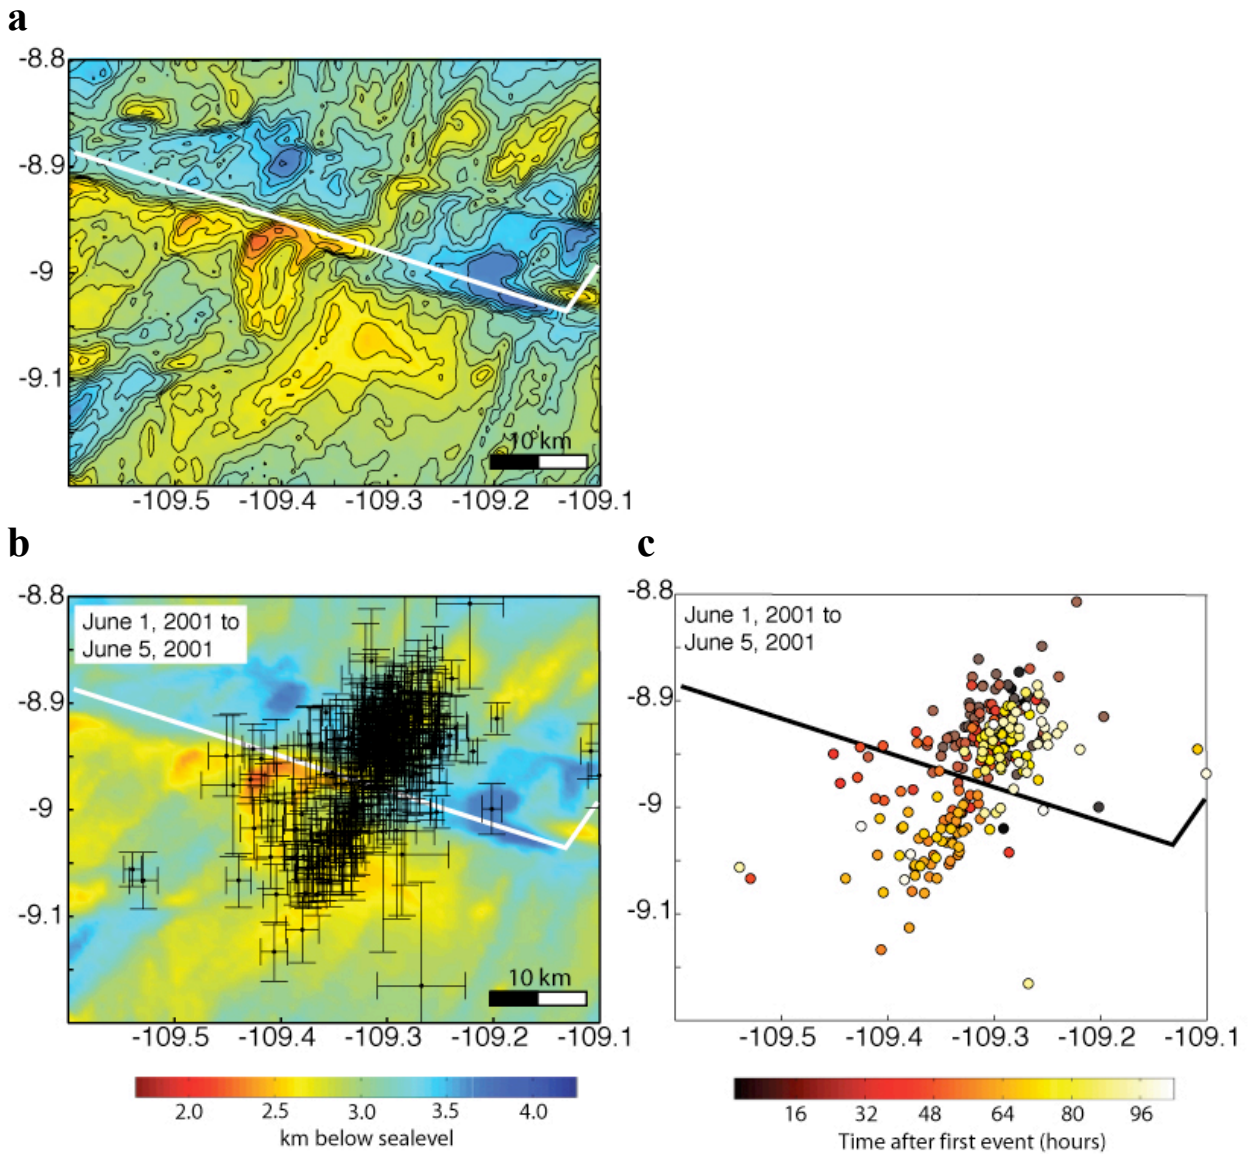 a
-8.8
-8.9
-9
-9.1
10 km
-109.5 -109.4 -109.3 -109.2 -109.1
b
c
-8.8
June 1, 2001 to
June 5, 2001
-8.9
-9
-9.1
10 km
-109.5 -109.4 -109.3 -109.2 -109.1
2.0 2.5 3.0 3.5 4.0
km below sealevel
-8.8
June 1, 2001 to
June 5, 2001
-8.9
-9
-9.1
-109.5 -109.4 -109.3 -109.2 -109.1
16 32 48 64 80 96
Time after first event (hours)